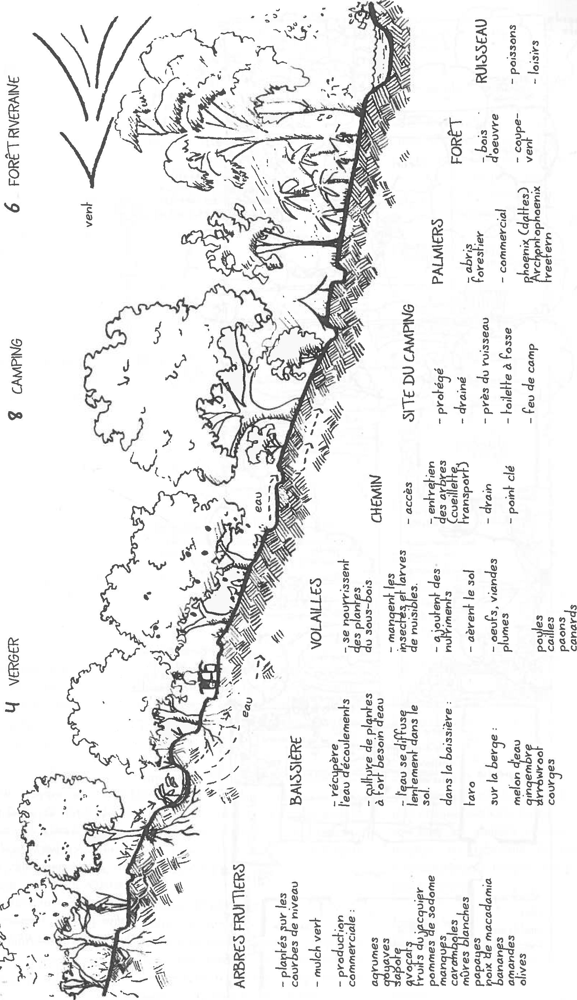 4 VERGER
8 CAMPING
6 FORÊT RIVERAINE
vent
eau
eau
ARBRES FRUITIERS
- plantés sur les
courbes de niveau
- mulch vert
- production
commerciale :
agrumes
goyaves
sapote
avocats
fruits du jacquier
pommes de sodome
mangues
caramboles
mûres blanches
papayes
noix de macadamia
bananes
amandes
olives
BAISSIÈRE
- récupère
l'eau d'écoulements
- culture de plantes
à fort besoin d'eau
- l'eau se diffuse
lentement dans le
sol.
dans la baissière :
taro
sur la berge :
melon d'eau
gingembre
arrowroot
courges
VOLAILLES
- se nourrissent
des plantes
du sous-bois
- mangent les
insectes et larves
de nuisibles.
- ajoutent des
nutriments
- aèrent le sol
- oeufs, viandes
plumes
poules
cailles
paons
canards
CHEMIN
- accès
- entretien
des arbres
(cueillette,
transport)
- drain
- point clé
SITE DU CAMPING
- protégé
- drainé
- près du ruisseau
- toilette à fosse
- feu de camp
PALMIERS
- abris
forestier
- commercial
phoenix (dattes)
Archontophoenix
treefern
FORÊT
- bois
d'oeuvre
- coupe-
vent
RUISSEAU
- poissons
- loisirs